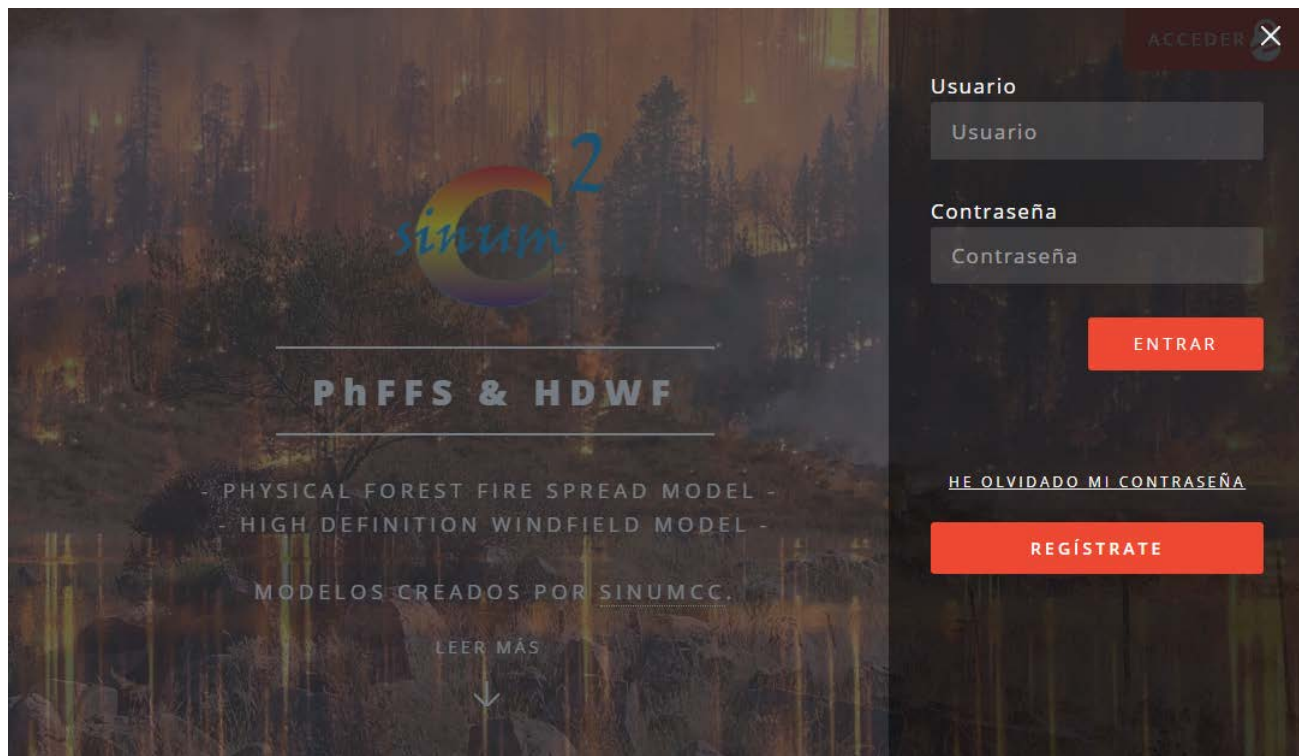 sinum
2
PhFFS & HDWF
- PHYSICAL FOREST FIRE SPREAD MODEL -
- HIGH DEFINITION WINDFIELD MODEL -
MODELOS CREADOS POR SINUMCC.
LEER MÁS
ACCEDER
Usuario
Usuario
Contraseña
Contraseña
ENTRAR
HE OLVIDADO MI CONTRASEÑA
REGÍSTRATE